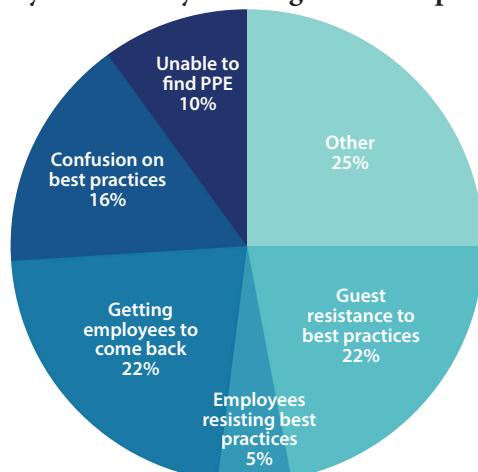 Unable to
find PPE
10%
Other
25%
Confusion on
best practices
16%
Guest
resistance to
best practices
22%
Getting
employees to
come back
22%
Employees
resisting best
practices
5%